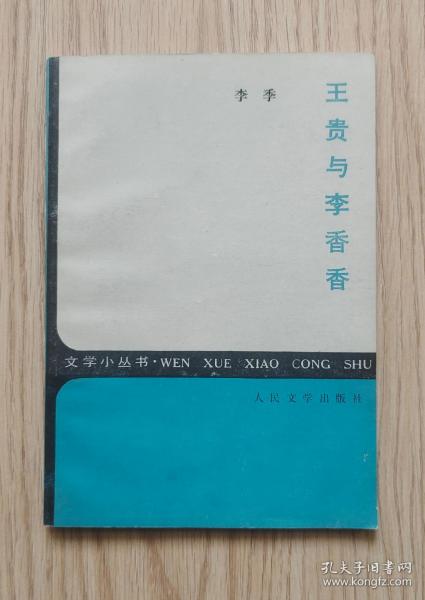 王贵与李香香
李季
文学小丛书·WEN XUE XIAO CONG SHU
人民文学出版社
孔夫子旧书网
www.kongfz.com